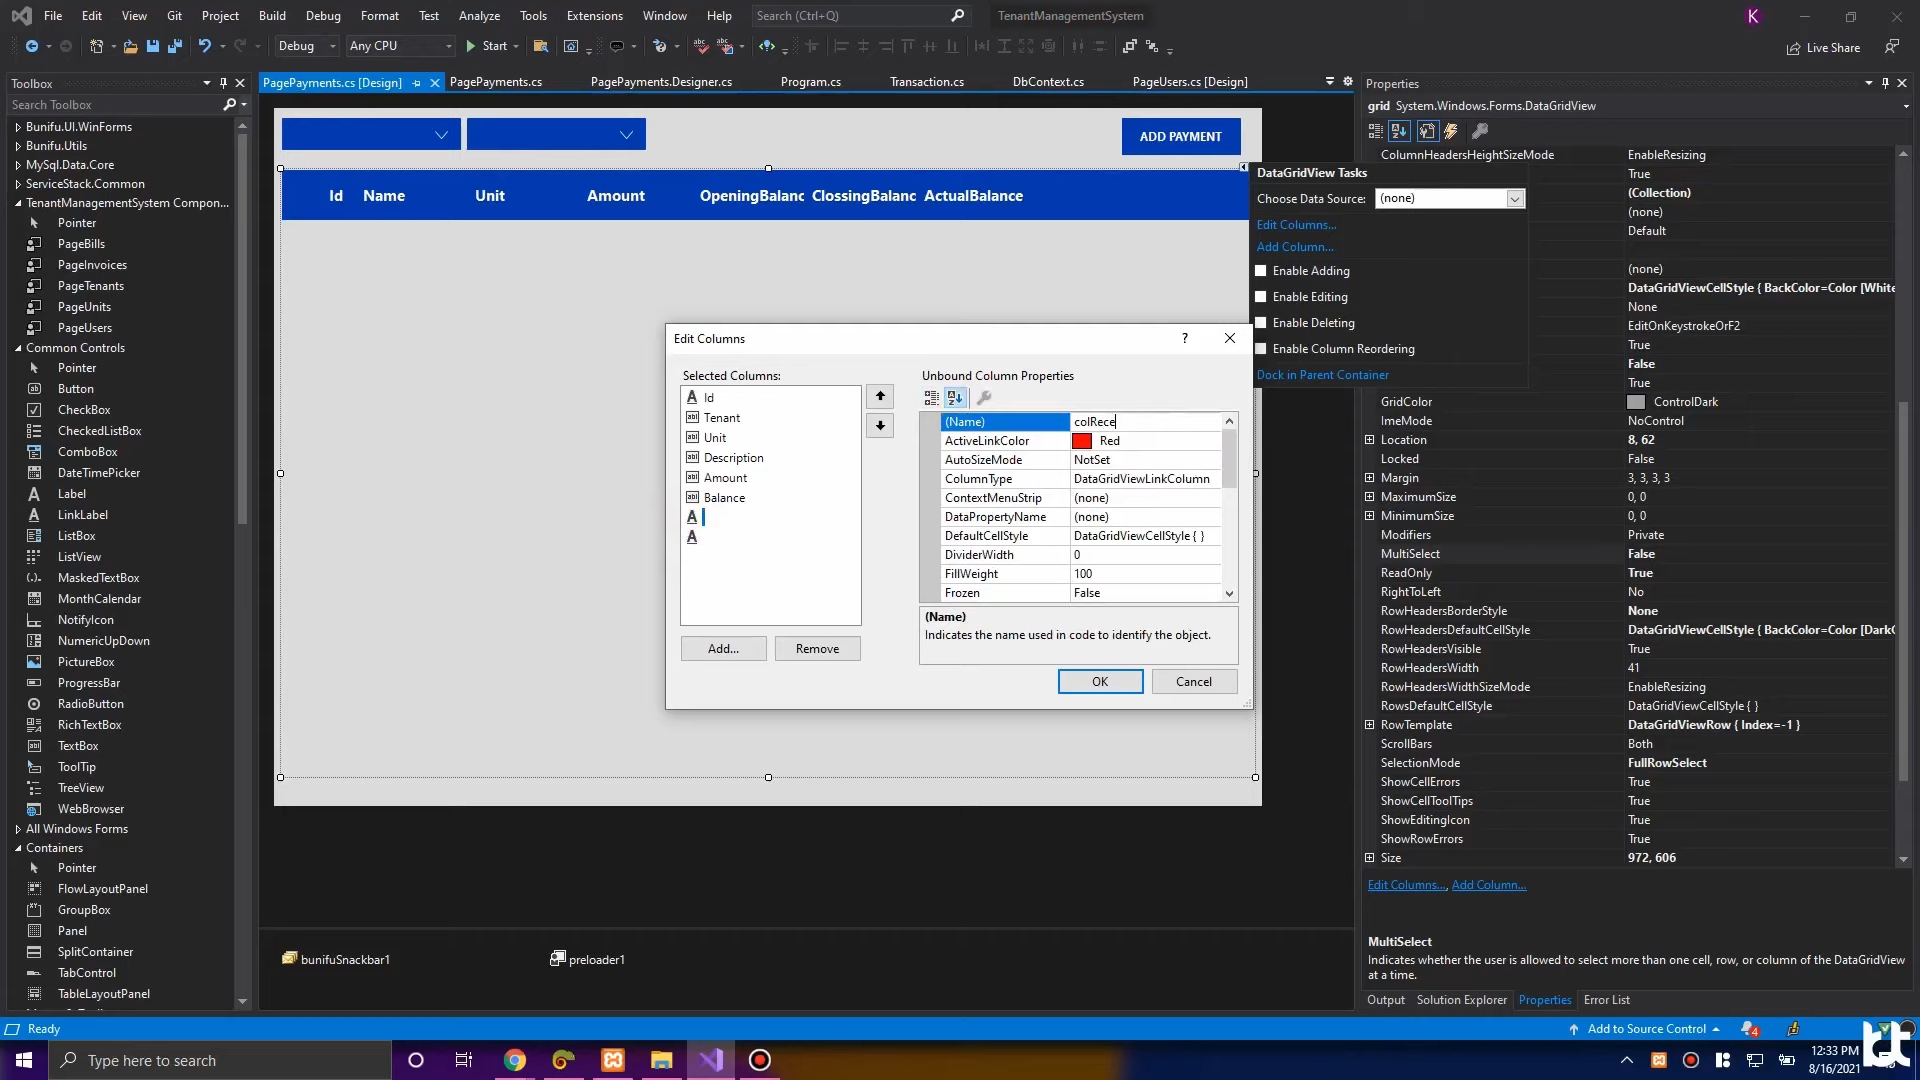 File Edit View Git Project Build Debug Format Test Analyze Tools Extensions Window Help Search (Ctrl+Q) TenantManagementSystem K
Debug Any CPU Start Live Share
Toolbox
Search Toolbox
Bunifu.UI.WinForms
Bunifu.Utils
MySql.Data.Core
ServiceStack.Common
TenantManagementSystem Compon...
Pointer
PageBills
PageInvoices
PageTenants
PageUnits
PageUsers
Common Controls
Pointer
Button
CheckBox
CheckedListBox
ComboBox
DateTimePicker
Label
LinkLabel
ListBox
ListView
MaskedTextBox
MonthCalendar
NotifyIcon
NumericUpDown
PictureBox
ProgressBar
RadioButton
RichTextBox
TextBox
ToolTip
TreeView
WebBrowser
All Windows Forms
Containers
Pointer
FlowLayoutPanel
GroupBox
Panel
SplitContainer
TabControl
TableLayoutPanel
PagePayments.cs [Design] PagePayments.cs PagePayments.Designer.cs Program.cs Transaction.cs DbContext.cs PageUsers.cs [Design]
ADD PAYMENT
Id Name Unit Amount OpeningBalanc ClossingBalanc ActualBalance
DataGridView Tasks
Choose Data Source: (none)
Edit Columns...
Add Column...
Enable Adding
Enable Editing
Enable Deleting
Enable Column Reordering
Dock in Parent Container
Edit Columns ?
Selected Columns:
Id
Tenant
Unit
Description
Amount
Balance
Add... Remove
Unbound Column Properties
(Name) colRece
ActiveLinkColor Red
AutoSizeMode NotSet
ColumnType DataGridViewLinkColumn
ContextMenuStrip (none)
DataPropertyName (none)
DefaultCellStyle DataGridViewCellStyle { }
DividerWidth 0
FillWeight 100
Frozen False
(Name)
Indicates the name used in code to identify the object.
OK Cancel
bunifuSnackbar1 preloader1
Properties
grid System.Windows.Forms.DataGridView
ColumnHeadersHeightSizeMode EnableResizing
True
(Collection)
(none)
Default
(none)
DataGridViewCellStyle { BackColor=Color [White
None
EditOnKeystrokeOrF2
True
False
True
GridColor ControlDark
ImeMode NoControl
Location 8, 62
Locked False
Margin 3, 3, 3, 3
MaximumSize 0, 0
MinimumSize 0, 0
Modifiers Private
MultiSelect False
ReadOnly True
RightToLeft No
RowHeadersBorderStyle None
RowHeadersDefaultCellStyle DataGridViewCellStyle { BackColor=Color [Dark
RowHeadersVisible True
RowHeadersWidth 41
RowHeadersWidthSizeMode EnableResizing
RowsDefaultCellStyle DataGridViewCellStyle { }
RowTemplate DataGridViewRow { Index=-1 }
ScrollBars Both
SelectionMode FullRowSelect
ShowCellErrors True
ShowCellToolTips True
ShowEditingIcon True
ShowRowErrors True
Size 972, 606
Edit Columns..., Add Column...
MultiSelect
Indicates whether the user is allowed to select more than one cell, row, or column of the DataGridView
at a time.
Output Solution Explorer Properties Error List
Ready Add to Source Control 4
Type here to search 12:33 PM
8/16/2021